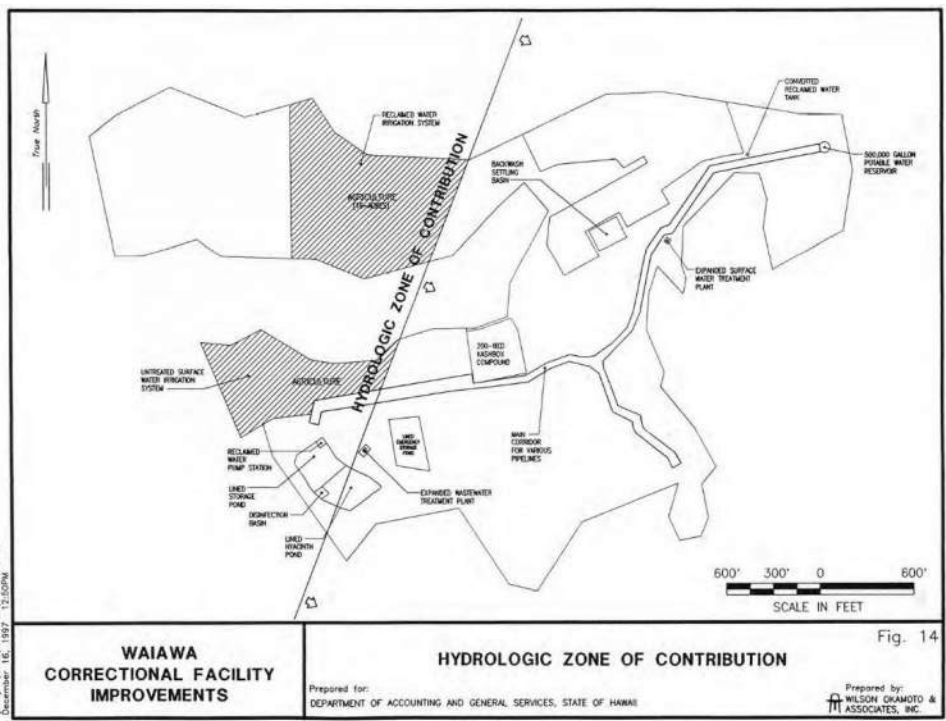 True North
RECLAIMED WATER
IRRIGATION SYSTEM
AGRICULTURE
HYDROLOGIC ZONE OF CONTRIBUTION
BACKWASH
SETTLING
BASIN
CONVERTED
RECLAIMED WATER
TANK
500,000 GALLON
POTABLE WATER
RESERVOIR
EXPANDED SURFACE
WATER TREATMENT
PLANT
200-BED
KASHBOX
COMPOUND
UNTREATED SURFACE
WATER IRRIGATION
SYSTEM
AGRICULTURE
MAIN
CORRIDOR
FOR VARIOUS
PIPELINES
LINED
EMERGENCY
STORAGE
POND
RECLAIMED
WATER
PUMP STATION
LINED
STORAGE
POND
DISINFECTION
BASIN
LINED
HYACINTH
POND
EXPANDED WASTEWATER
TREATMENT PLANT
600' 300' 0 600'
SCALE IN FEET
December 16, 1997 12:50PM
WAIAWA
CORRECTIONAL FACILITY
IMPROVEMENTS
Fig. 14
HYDROLOGIC ZONE OF CONTRIBUTION
Prepared for:
DEPARTMENT OF ACCOUNTING AND GENERAL SERVICES, STATE OF HAWAII
Prepared by:
WILSON OKAMOTO &
ASSOCIATES, INC.